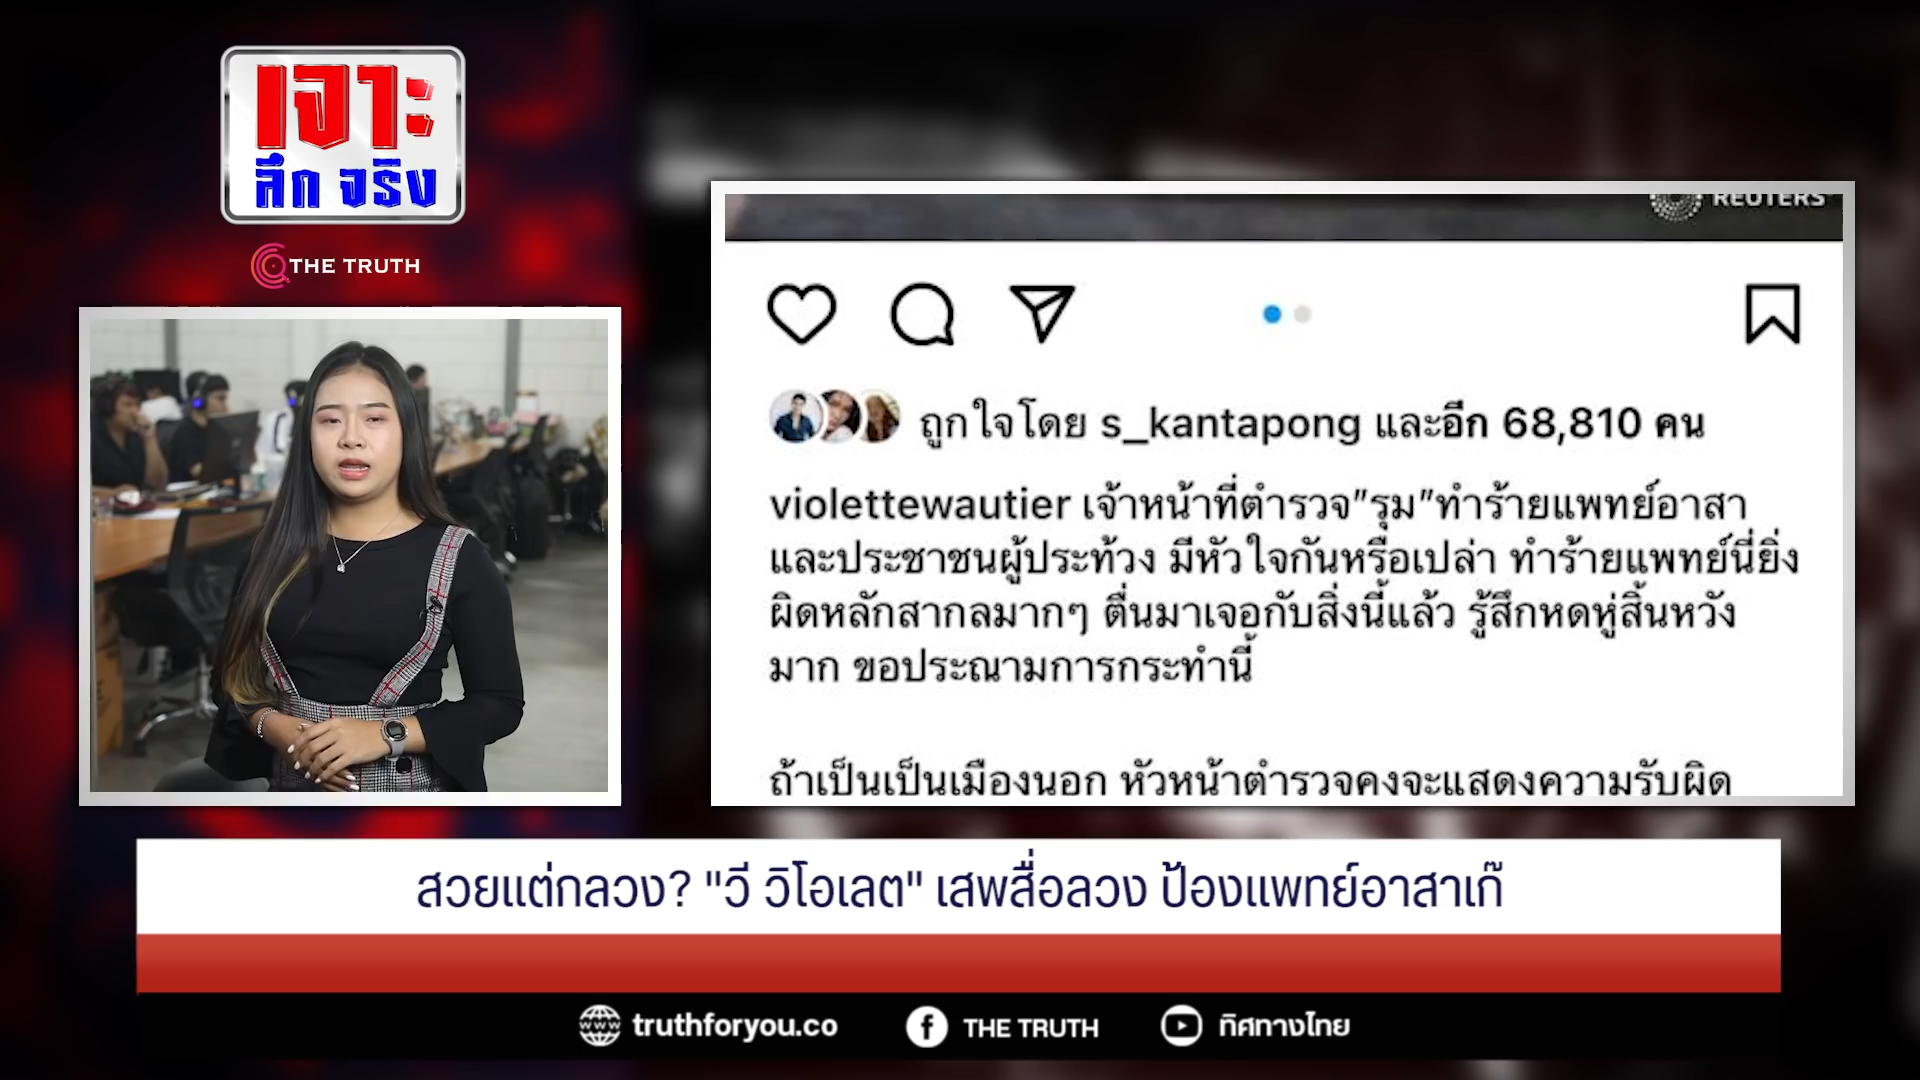 เจาะ
ลึก จริง
THE TRUTH
REUTERS
ถูกใจโดย s_kantapong และอีก 68,810 คน
violettewautier เจ้าหน้าที่ตำรวจ"รุม"ทำร้ายแพทย์อาสา
และประชาชนผู้ประท้วง มีหัวใจกันหรือเปล่า ทำร้ายแพทย์นี่ยิ่ง
ผิดหลักสากลมากๆ ตื่นมาเจอกับสิ่งนี้แล้ว รู้สึกหดหู่สิ้นหวัง
มาก ขอประณามการกระทำนี้
ถ้าเป็นเป็นเมืองนอก หัวหน้าตำรวจคงจะแสดงความรับผิด
สวยแต่กลวง? "วี วิโอเลต" เสพสื่อลวง ป้องแพทย์อาสาเก๊
www truthforyou.co
THE TRUTH
ทิศทางไทย